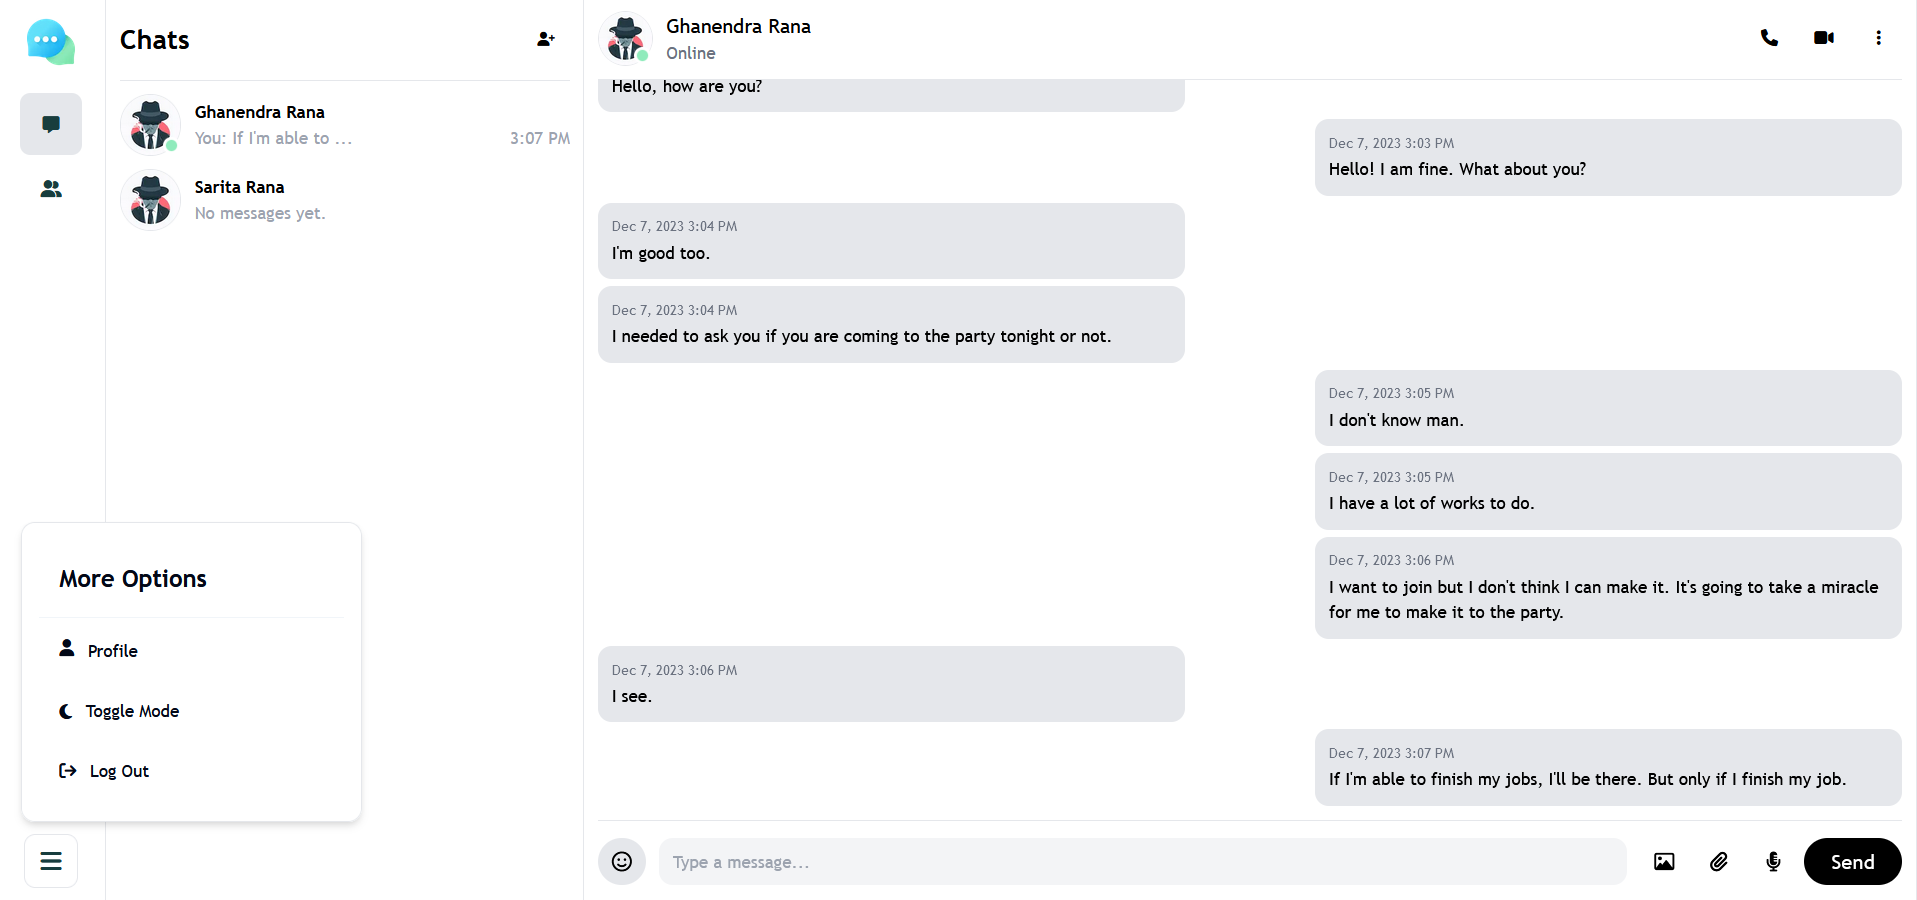 Chats
Ghanendra Rana
You: If I'm able to ...
3:07 PM
Sarita Rana
No messages yet.
More Options
Profile
Toggle Mode
Log Out
Ghanendra Rana
Online
Hello, how are you?
Dec 7, 2023 3:03 PM
Hello! I am fine. What about you?
Dec 7, 2023 3:04 PM
I'm good too.
Dec 7, 2023 3:04 PM
I needed to ask you if you are coming to the party tonight or not.
Dec 7, 2023 3:05 PM
I don't know man.
Dec 7, 2023 3:05 PM
I have a lot of works to do.
Dec 7, 2023 3:06 PM
I want to join but I don't think I can make it. It's going to take a miracle
for me to make it to the party.
Dec 7, 2023 3:06 PM
I see.
Dec 7, 2023 3:07 PM
If I'm able to finish my jobs, I'll be there. But only if I finish my job.
Type a message...
Send